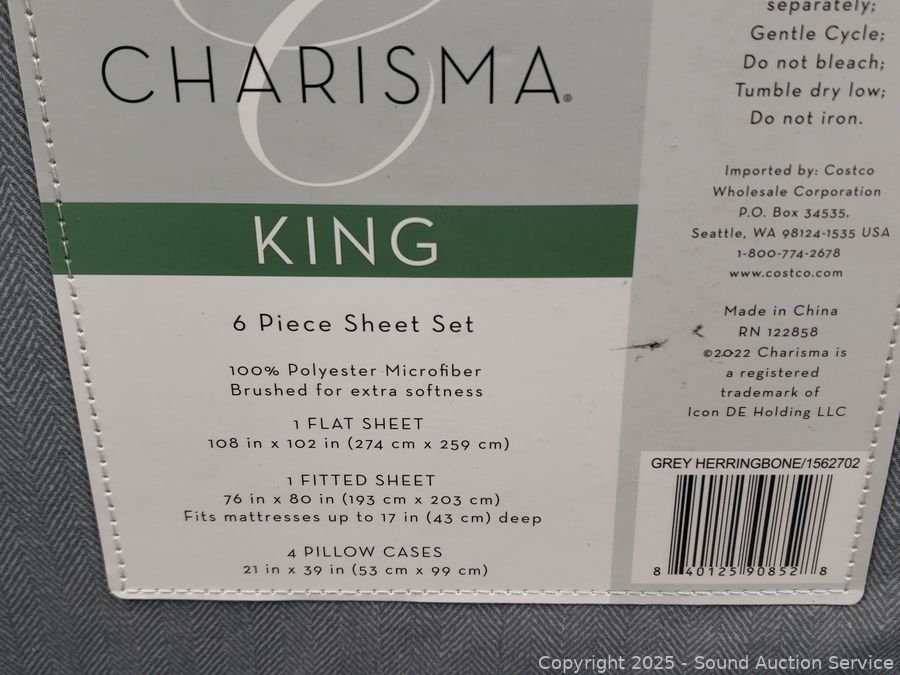 CHARISMA®
KING
6 Piece Sheet Set
100% Polyester Microfiber
Brushed for extra softness
1 FLAT SHEET
108 in x 102 in (274 cm x 259 cm)
1 FITTED SHEET
76 in x 80 in (193 cm x 203 cm)
Fits mattresses up to 17 in (43 cm) deep
4 PILLOW CASES
21 in x 39 in (53 cm x 99 cm)
separately;
Gentle Cycle;
Do not bleach;
Tumble dry low;
Do not iron.
Imported by: Costco
Wholesale Corporation
P.O. Box 34535,
Seattle, WA 98124-1535 USA
1-800-774-2678
www.costco.com
Made in China
RN 122858
©2022 Charisma is
a registered
trademark of
Icon DE Holding LLC
GREY HERRINGBONE/1562702
8 40125 90852 8
Copyright 2025 - Sound Auction Service